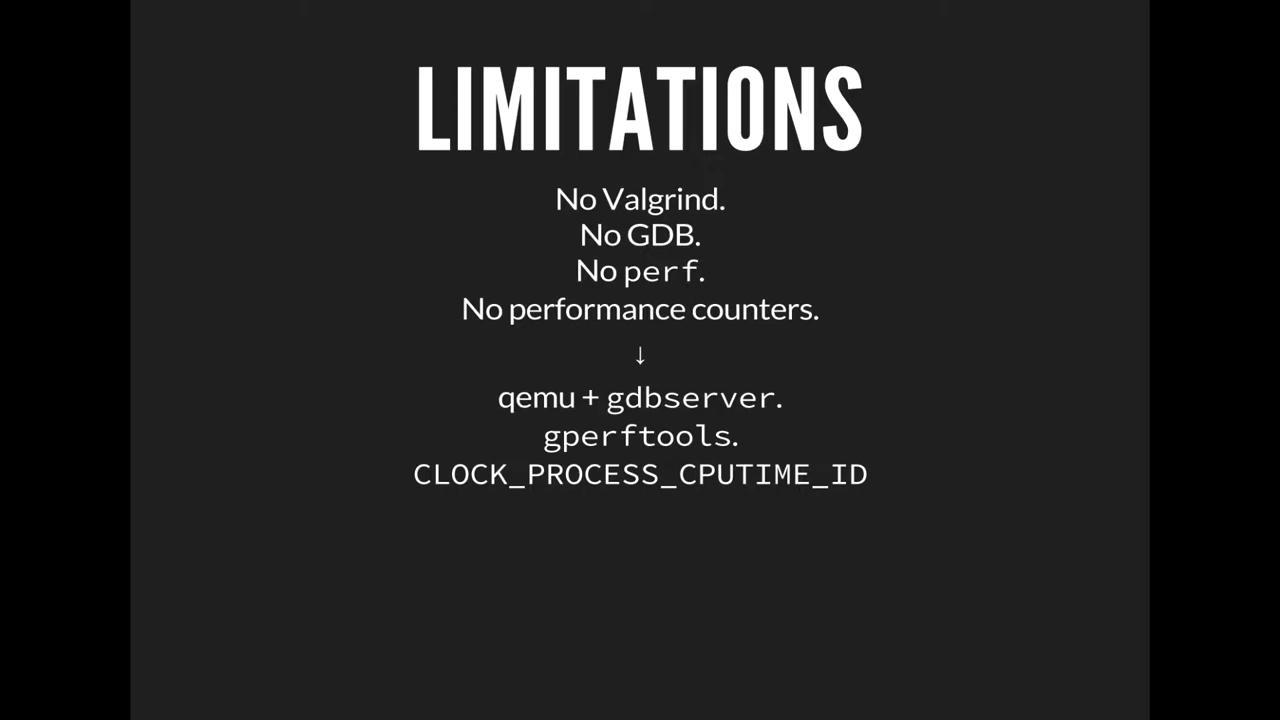 LIMITATIONS
No Valgrind.
No GDB.
No perf.
No performance counters.
↓
qemu + gdbserver.
gperftools.
CLOCK_PROCESS_CPUTIME_ID